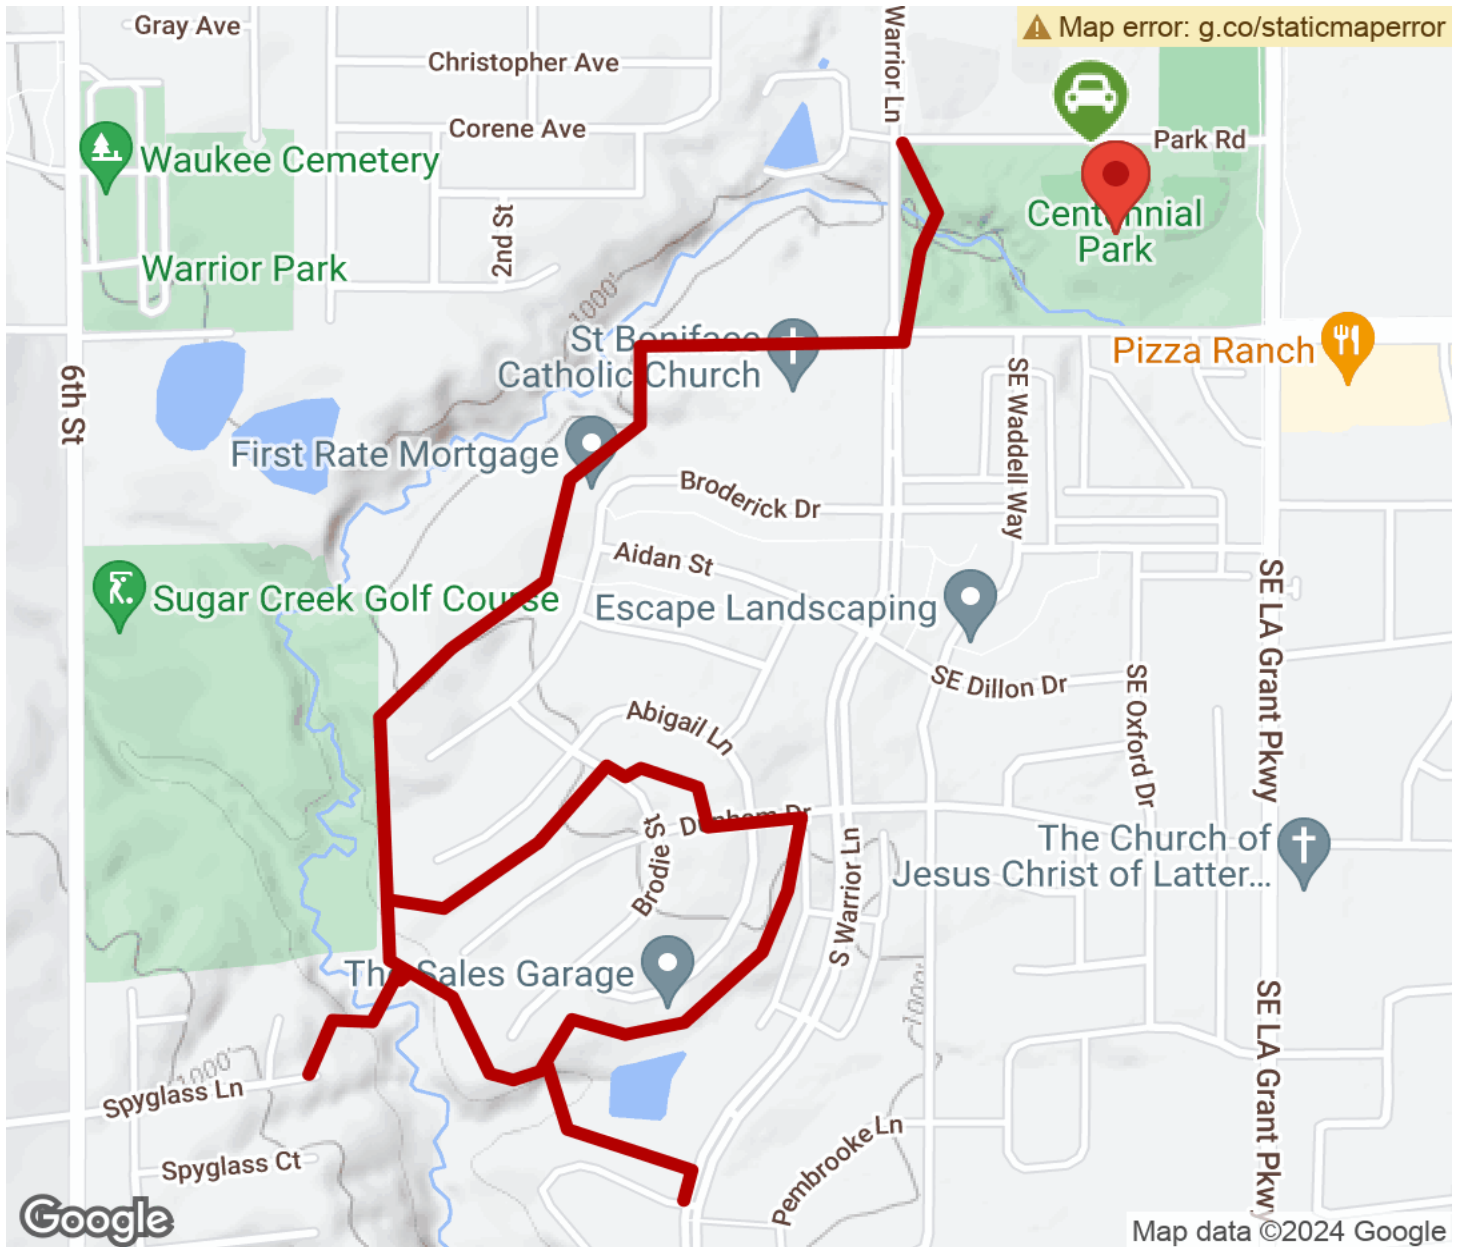 Gray Ave
Warrior Ln
Map error: g.co/staticmaperror
Christopher Ave
Corene Ave
Park Rd
Waukee Cemetery
2nd St
Centennial
Park
Warrior Park
1000'
St Boniface
Catholic Church
Pizza Ranch
6th St
SE Waddell Way
First Rate Mortgage
Broderick Dr
Aidan St
Sugar Creek Golf Course
Escape Landscaping
SE LA Grant Pkwy
SE Dillon Dr
SE Oxford Dr
Abigail Ln
Dunham Dr
Brodie St
S Warrior Ln
The Church of
Jesus Christ of Latter...
The Sales Garage
1000'
SE LA Grant Pkwy
1000'
Spyglass Ln
Pembrooke Ln
Spyglass Ct
Google
Map data ©2024 Google